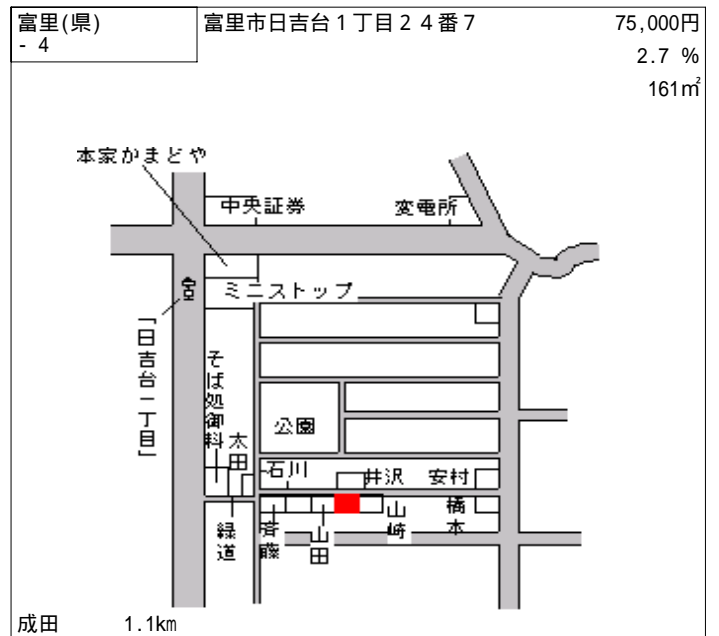 富里(県)
- 4
富里市日吉台1丁目24番7
75,000円
2.7 %
161㎡
本家かまどや
中央証券
変電所
ミニストップ
「日吉台一丁目」
そば処御料
太田
公園
石川
井沢
安村
緑道
斉藤
山田
山崎
橋本
成田 1.1km